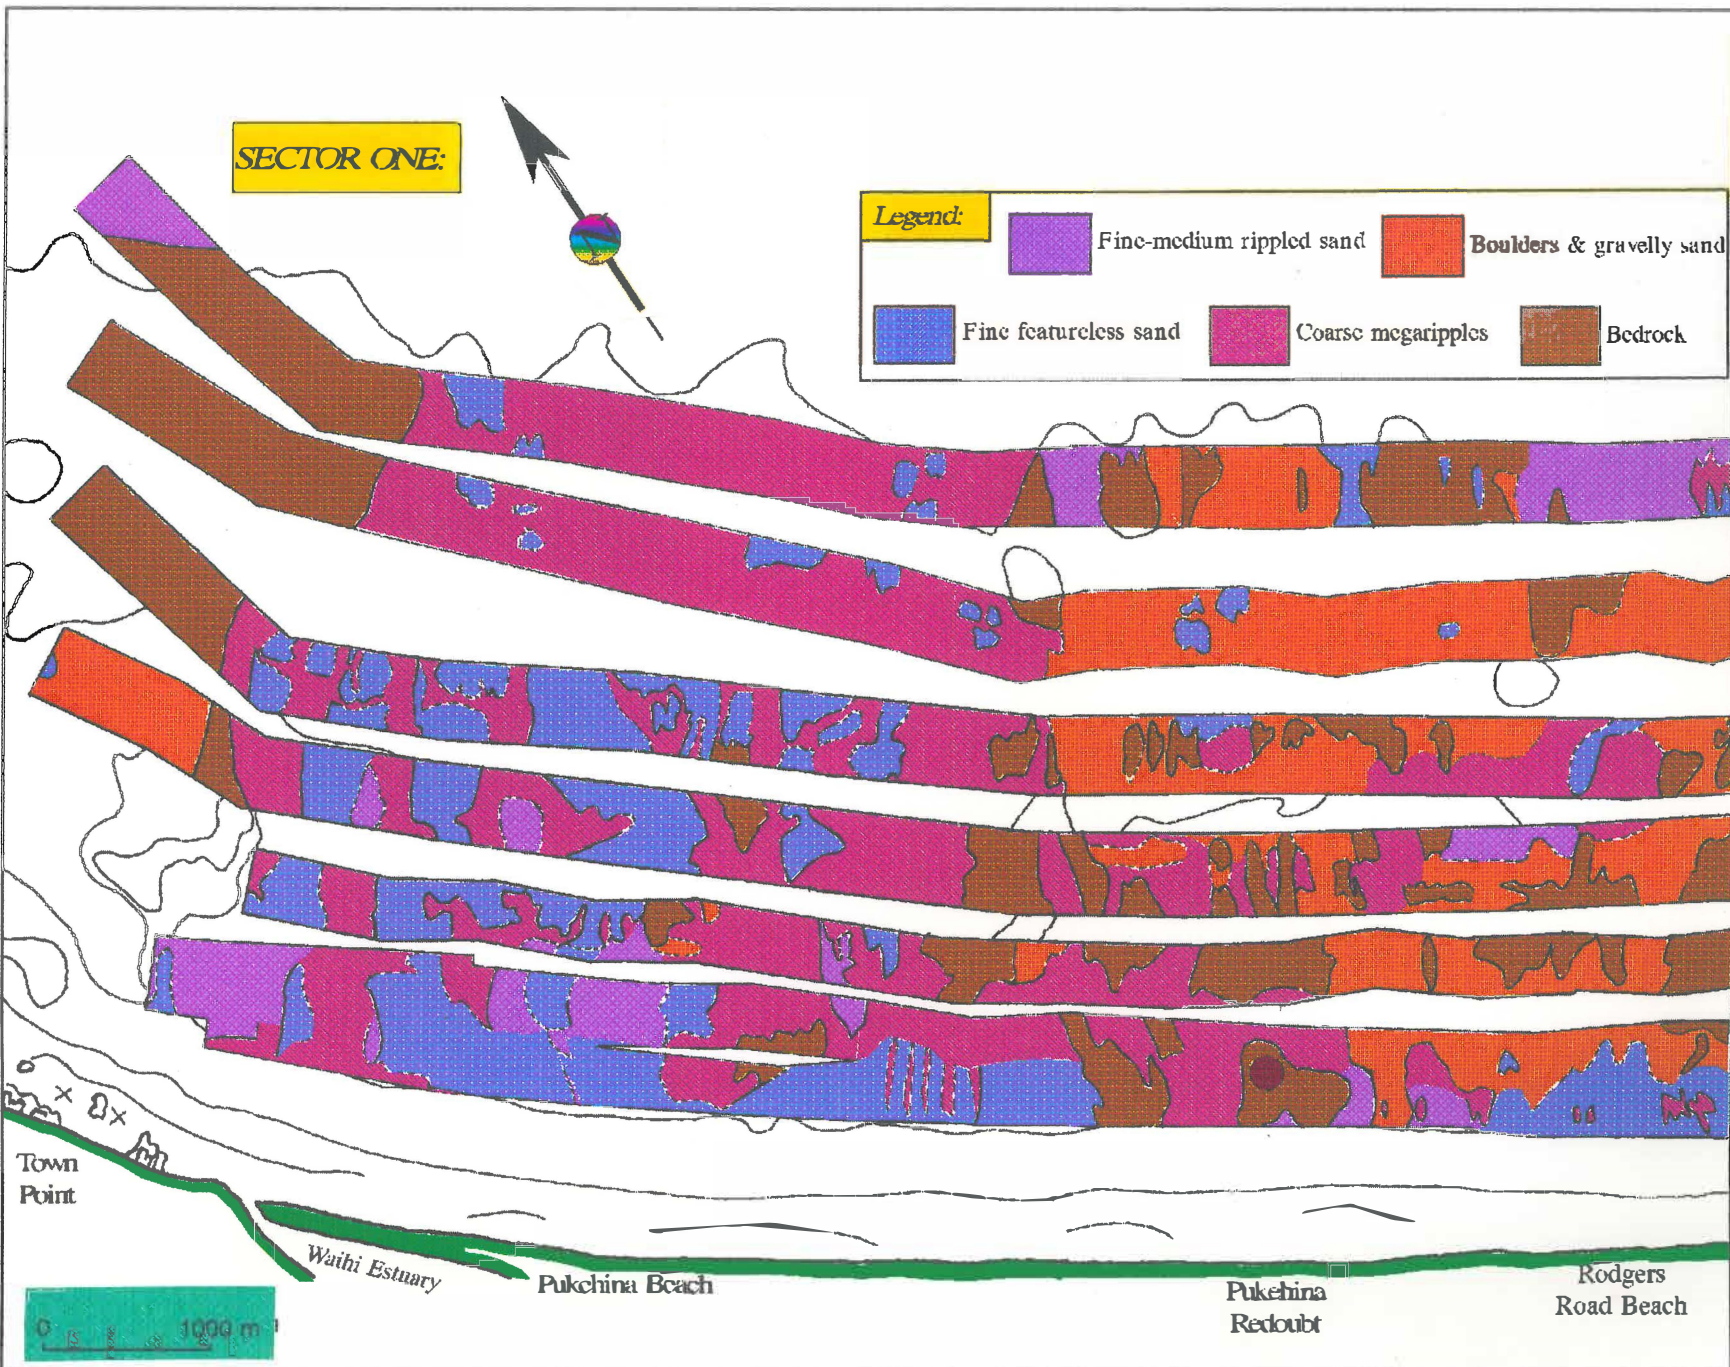 SECTOR ONE:
Legend:
Fine-medium rippled sand
Boulders & gravelly sand
Fine featureless sand
Coarse megaripples
Bedrock
Town
Point
Waihi Estuary
Pukehina Beach
Pukehina
Redoubt
Rodgers
Road Beach
0
1000 m